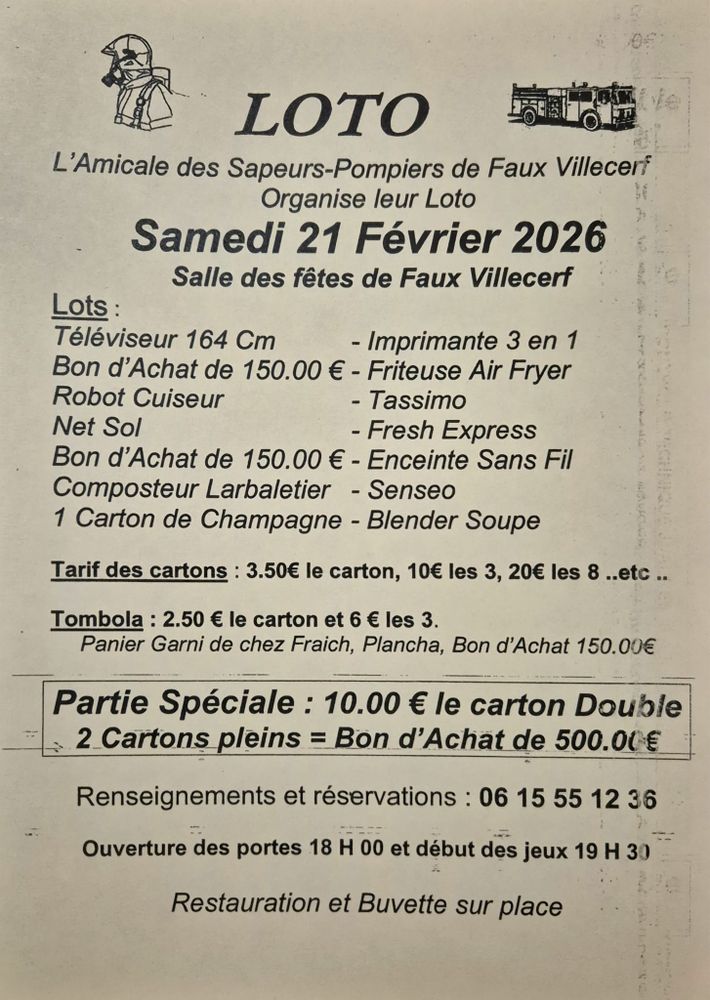 LOTO
L'Amicale des Sapeurs-Pompiers de Faux Villecerf
Organise leur Loto
Samedi 21 Février 2026
Salle des fêtes de Faux Villecerf
Lots :
Téléviseur 164 Cm - Imprimante 3 en 1
Bon d'Achat de 150.00 € - Friteuse Air Fryer
Robot Cuiseur - Tassimo
Net Sol - Fresh Express
Bon d'Achat de 150.00 € - Enceinte Sans Fil
Composteur Larbaletier - Senseo
1 Carton de Champagne - Blender Soupe
Tarif des cartons : 3.50€ le carton, 10€ les 3, 20€ les 8 ..etc ..
Tombola : 2.50 € le carton et 6 € les 3.
Panier Garni de chez Fraich, Plancha, Bon d'Achat 150.00€
Partie Spéciale : 10.00 € le carton Double
2 Cartons pleins = Bon d'Achat de 500.00 €
Renseignements et réservations : 06 15 55 12 36
Ouverture des portes 18 H 00 et début des jeux 19 H 30
Restauration et Buvette sur place